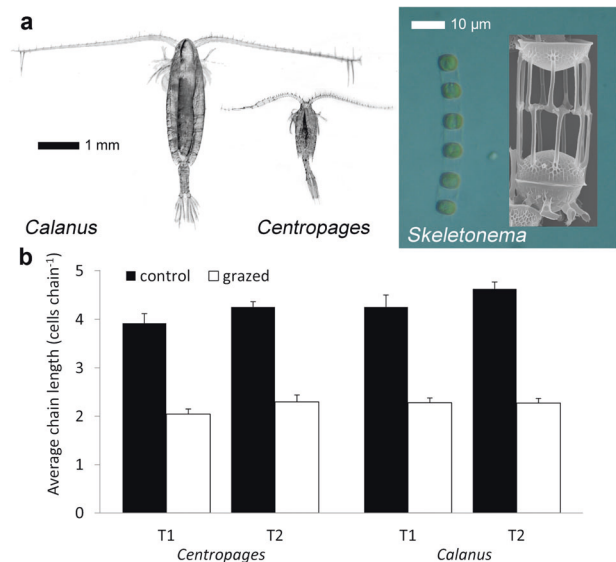 a
10 µm
1 mm
Calanus
Centropages
Skeletonema
b
control
grazed
Average chain length (cells chain⁻¹)
5
4
3
2
1
0
T1
T2
T1
T2
Centropages
Calanus